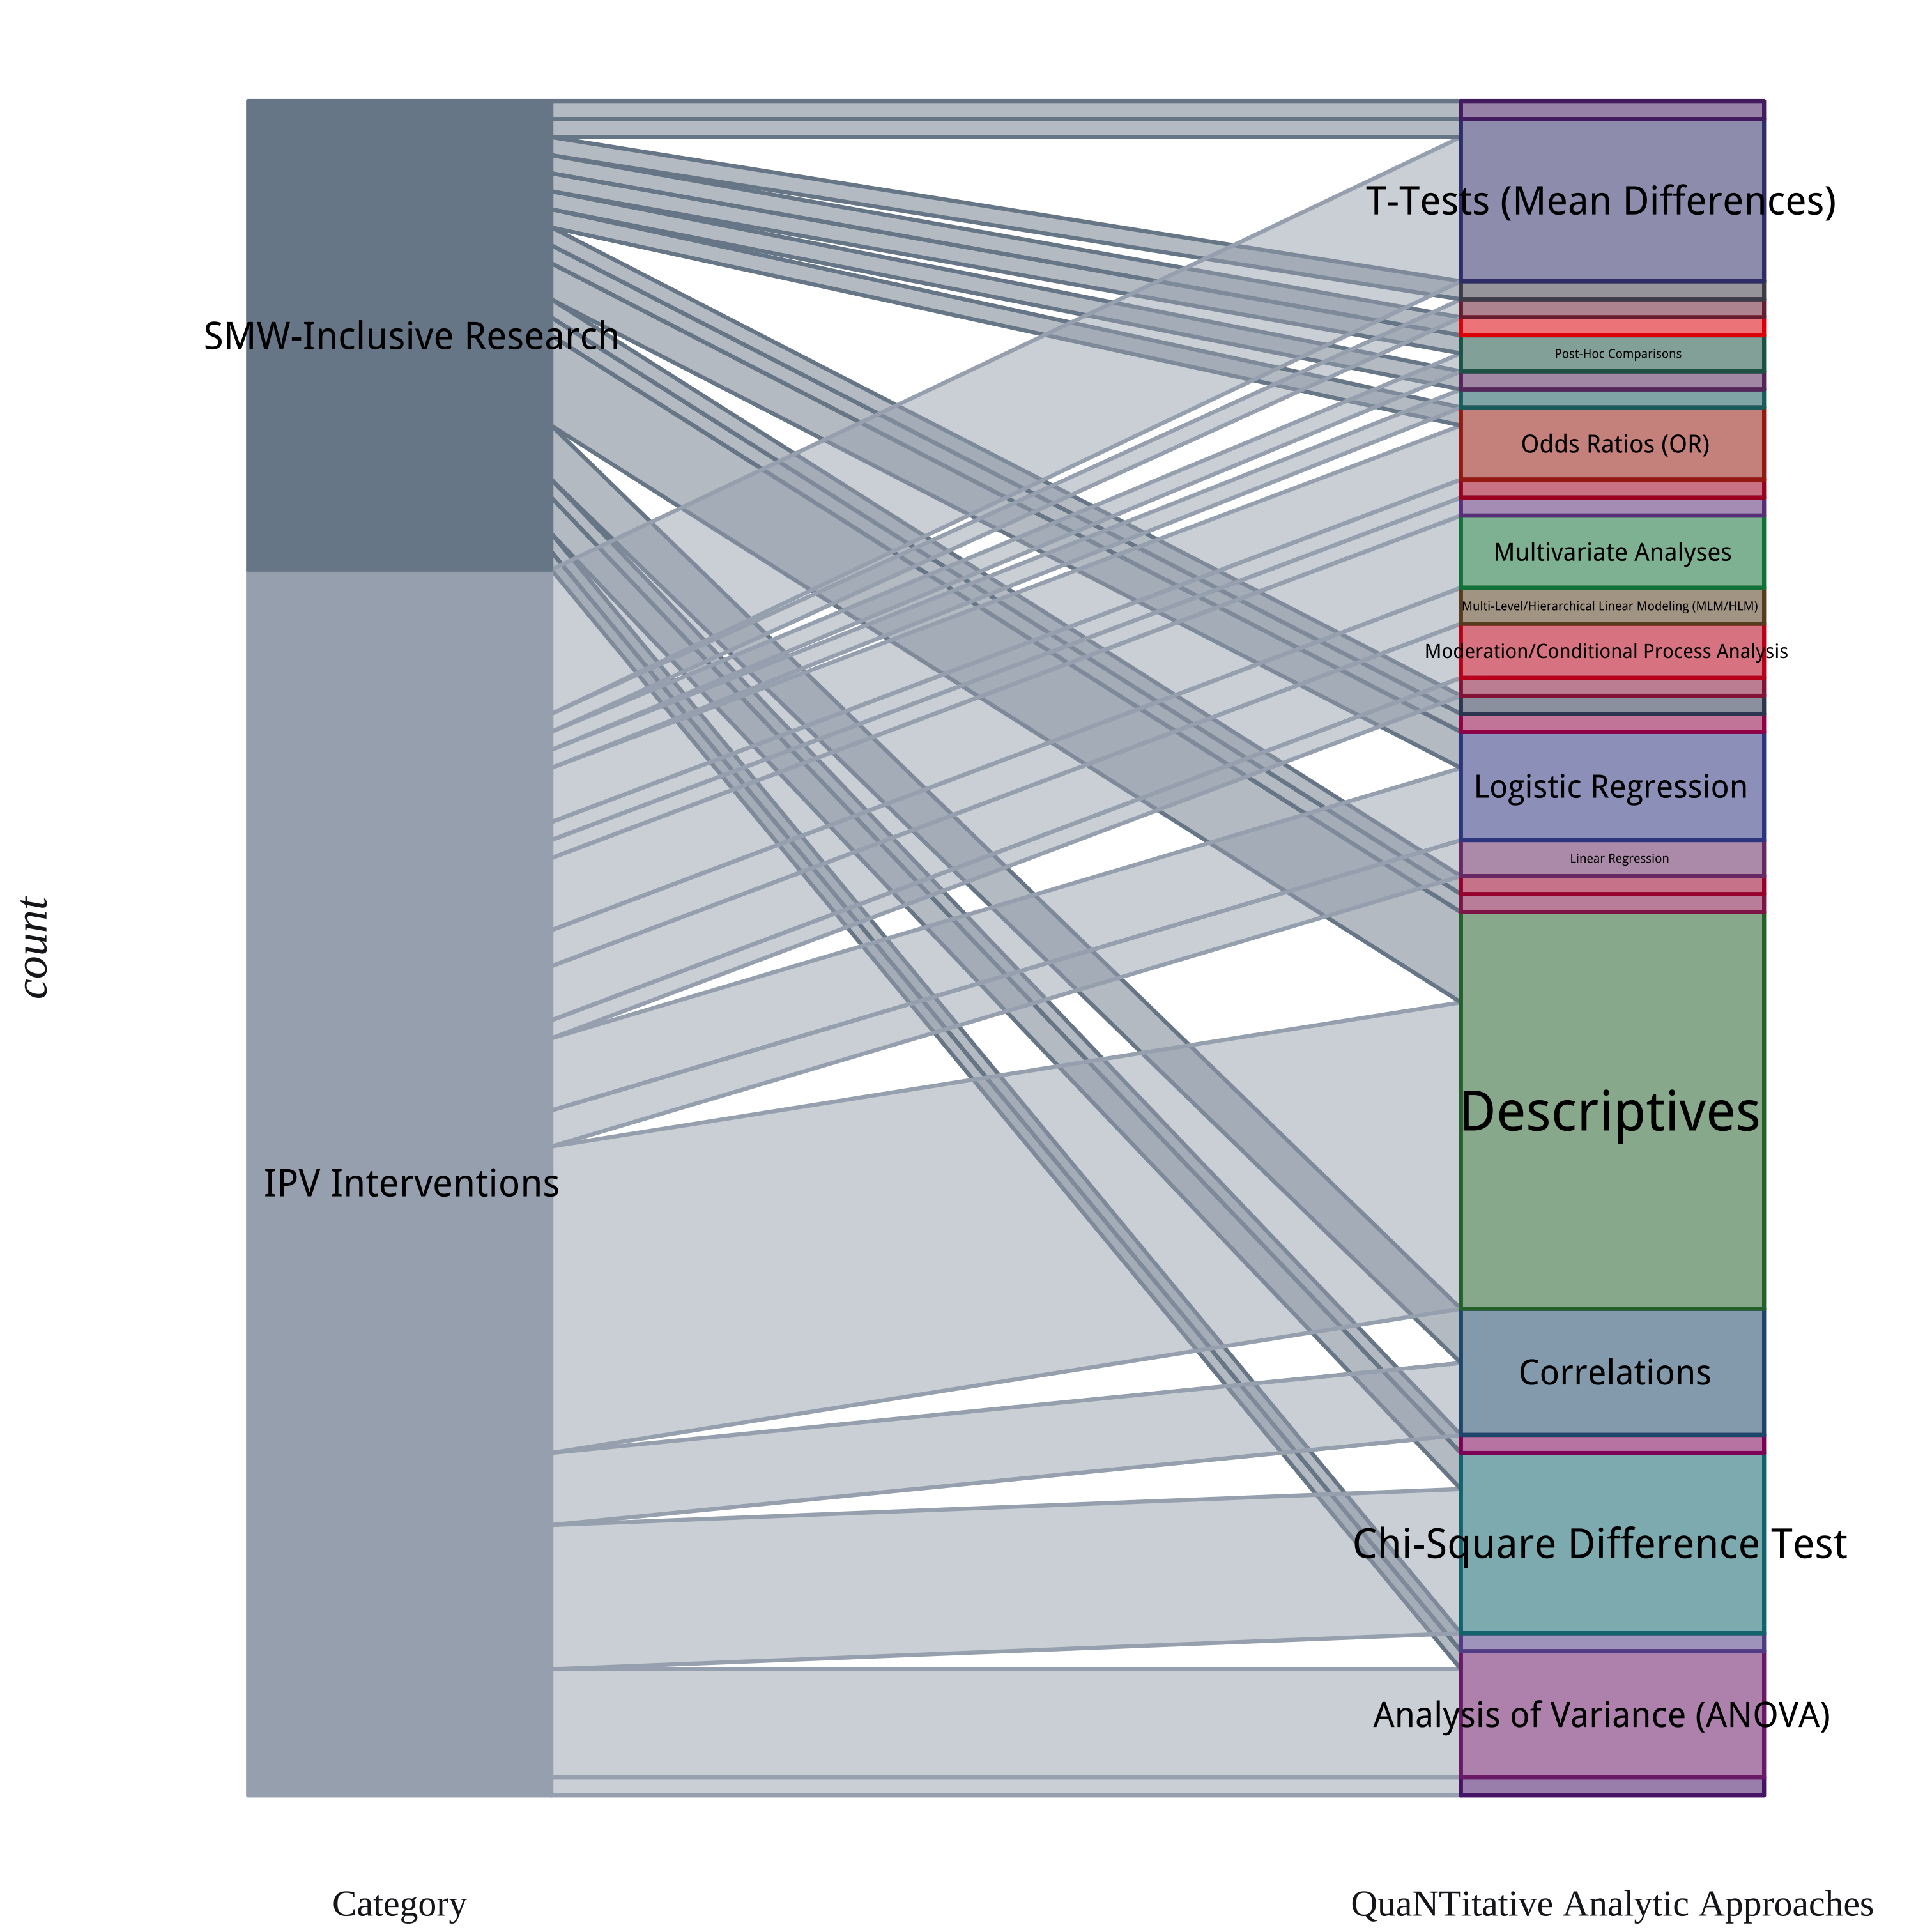 T-Tests (Mean Differences)
SMW-Inclusive Research
Post-Hoc Comparisons
Odds Ratios (OR)
Multivariate Analyses
Multi-Level/Hierarchical Linear Modeling (MLM/HLM)
Moderation/Conditional Process Analysis
Logistic Regression
Linear Regression
count
Descriptives
IPV Interventions
Correlations
Chi-Square Difference Test
Analysis of Variance (ANOVA)
Category
QuaNTitative Analytic Approaches